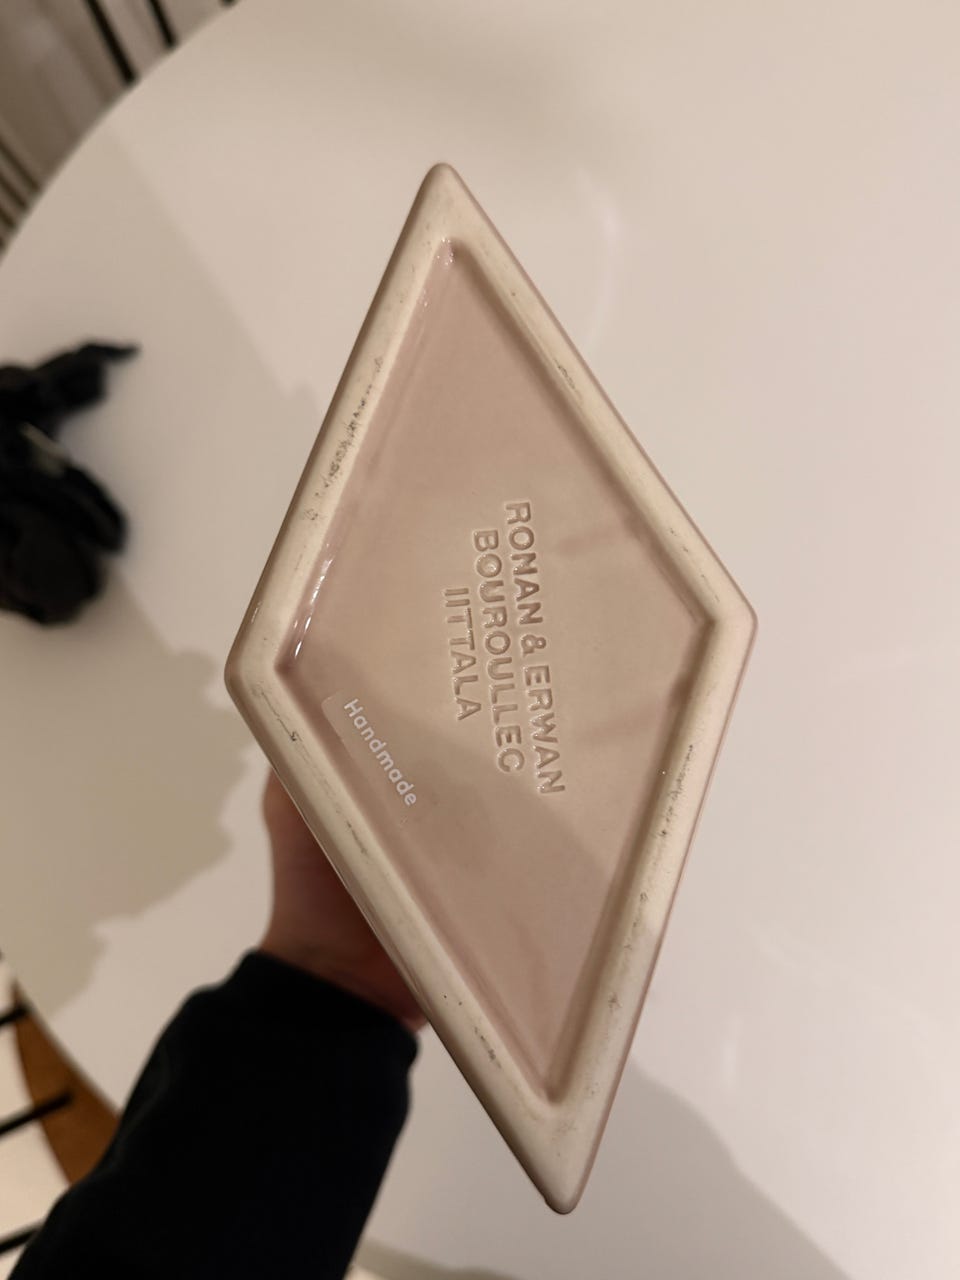 RONAN & ERWAN
BOUROULLEC
IITTALA
Handmade